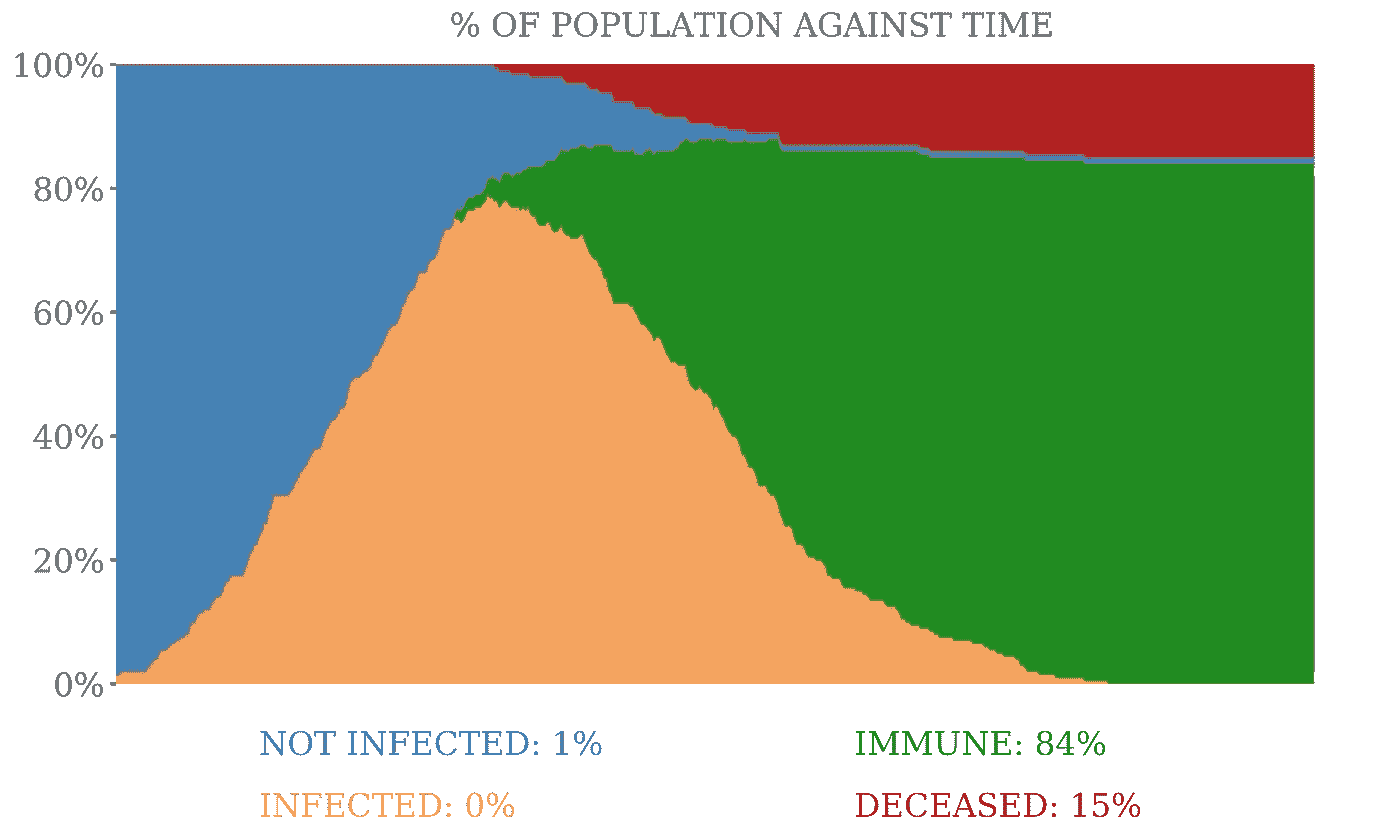 % OF POPULATION AGAINST TIME
100%
80%
60%
40%
20%
0%
NOT INFECTED: 1%
IMMUNE: 84%
INFECTED: 0%
DECEASED: 15%